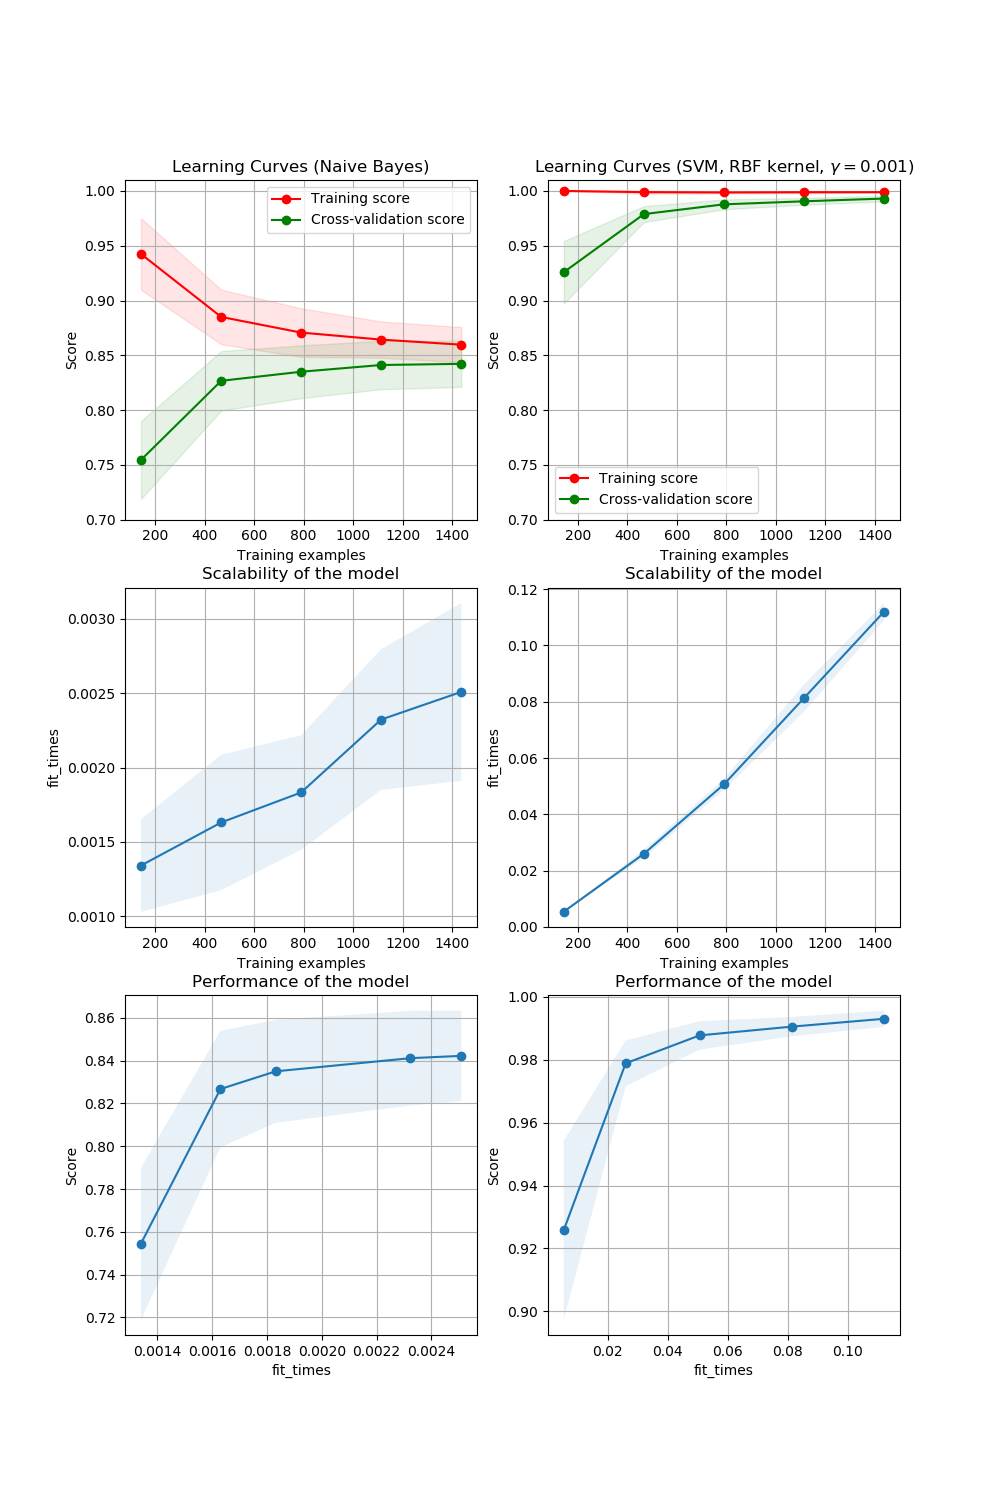 Learning Curves (Naive Bayes)
1.00
0.95
0.90
0.85
0.80
0.75
0.70
Score
Training score
Cross-validation score
200 400 600 800 1000 1200 1400
Training examples
Learning Curves (SVM, RBF kernel, γ = 0.001)
1.00
0.95
0.90
0.85
0.80
0.75
0.70
Score
Training score
Cross-validation score
200 400 600 800 1000 1200 1400
Training examples
Scalability of the model
0.0030
0.0025
0.0020
0.0015
0.0010
fit_times
200 400 600 800 1000 1200 1400
Training examples
Scalability of the model
0.12
0.10
0.08
0.06
0.04
0.02
0.00
fit_times
200 400 600 800 1000 1200 1400
Training examples
Performance of the model
0.86
0.84
0.82
0.80
0.78
0.76
0.74
0.72
Score
0.0014 0.0016 0.0018 0.0020 0.0022 0.0024
fit_times
Performance of the model
1.00
0.98
0.96
0.94
0.92
0.90
Score
0.02 0.04 0.06 0.08 0.10
fit_times